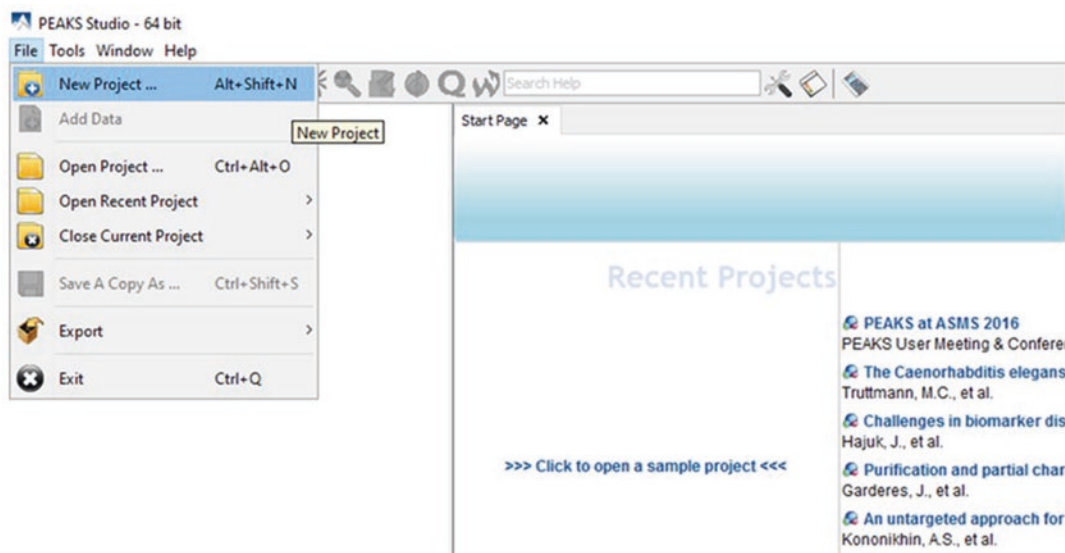 PEAKS Studio - 64 bit
File Tools Window Help
New Project ... Alt+Shift+N
Search Help
Add Data
New Project
Open Project ... Ctrl+Alt+O
Open Recent Project
Close Current Project
Save A Copy As ... Ctrl+Shift+S
Export
Exit Ctrl+Q
Start Page
Recent Projects
>>> Click to open a sample project <<<
PEAKS at ASMS 2016
PEAKS User Meeting & Confere
The Caenorhabditis elegans
Truttmann, M.C., et al.
Challenges in biomarker dis
Hajuk, J., et al.
Purification and partial char
Garderes, J., et al.
An untargeted approach for
Kononikhin, A.S., et al.